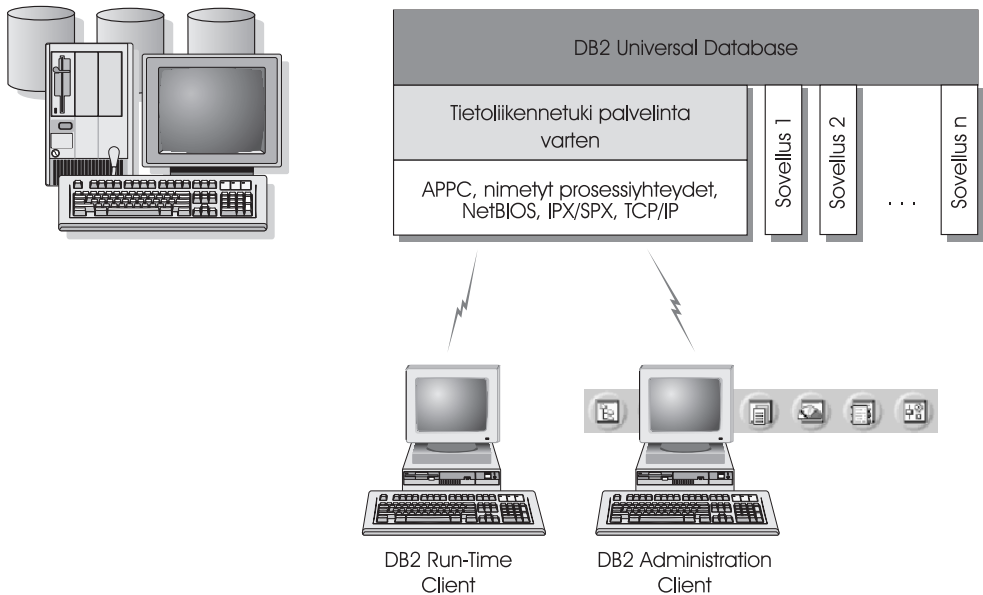 DB2 Universal Database
Tietoliikennetuki palvelinta
varten
APPC, nimetyt prosessiyhteydet,
NetBIOS, IPX/SPX, TCP/IP
Sovellus 1
Sovellus 2
. . .
Sovellus n
DB2 Run-Time
Client
DB2 Administration
Client